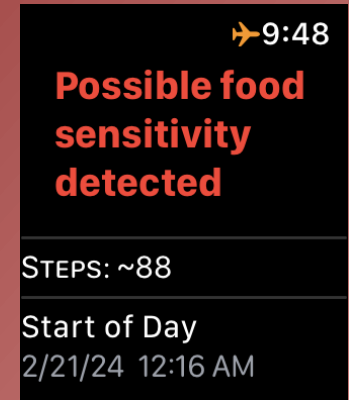 9:48
Possible food
sensitivity
detected
STEPS: ~88
Start of Day
2/21/24 12:16 AM